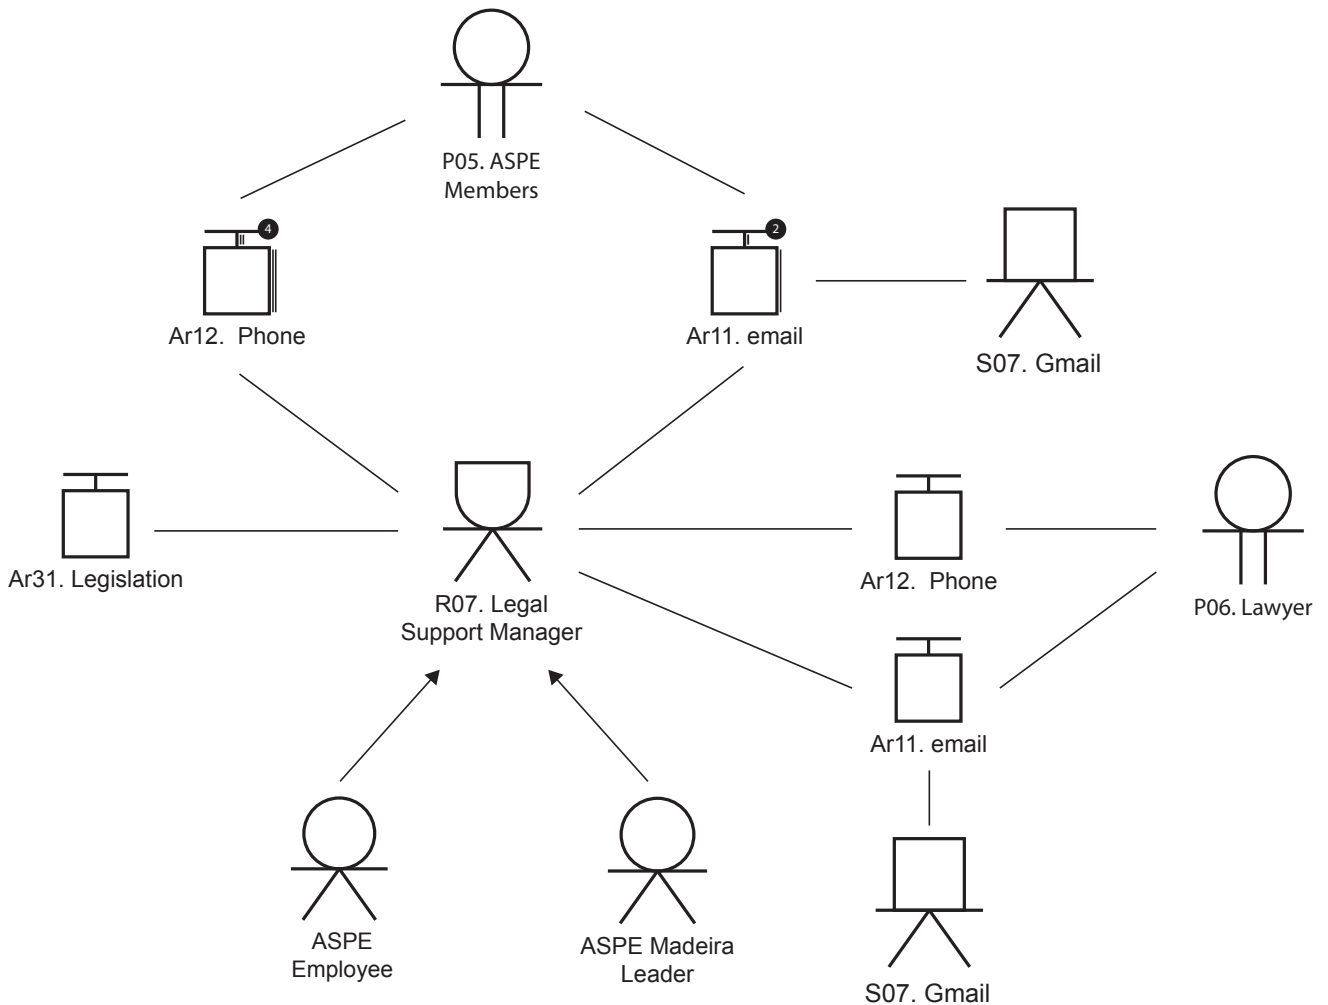 P05. ASPE
Members
4
2
Ar12.  Phone
Ar11. email
S07. Gmail
Ar31. Legislation
R07. Legal
Support Manager
Ar12.  Phone
P06. Lawyer
Ar11. email
ASPE
Employee
ASPE Madeira
Leader
S07. Gmail